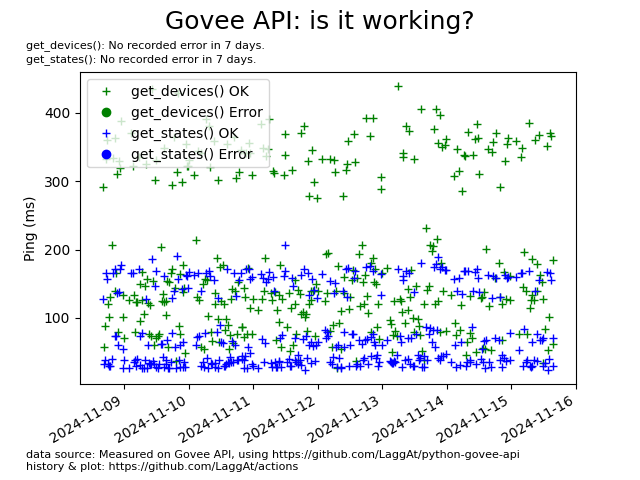 Govee API: is it working?
get_devices(): No recorded error in 7 days.
get_states(): No recorded error in 7 days.
get_devices() OK
get_devices() Error
get_states() OK
get_states() Error
400
300
200
100
Ping (ms)
2024-11-09
2024-11-10
2024-11-11
2024-11-12
2024-11-13
2024-11-14
2024-11-15
2024-11-16
data source: Measured on Govee API, using https://github.com/LaggAt/python-govee-api
history & plot: https://github.com/LaggAt/actions